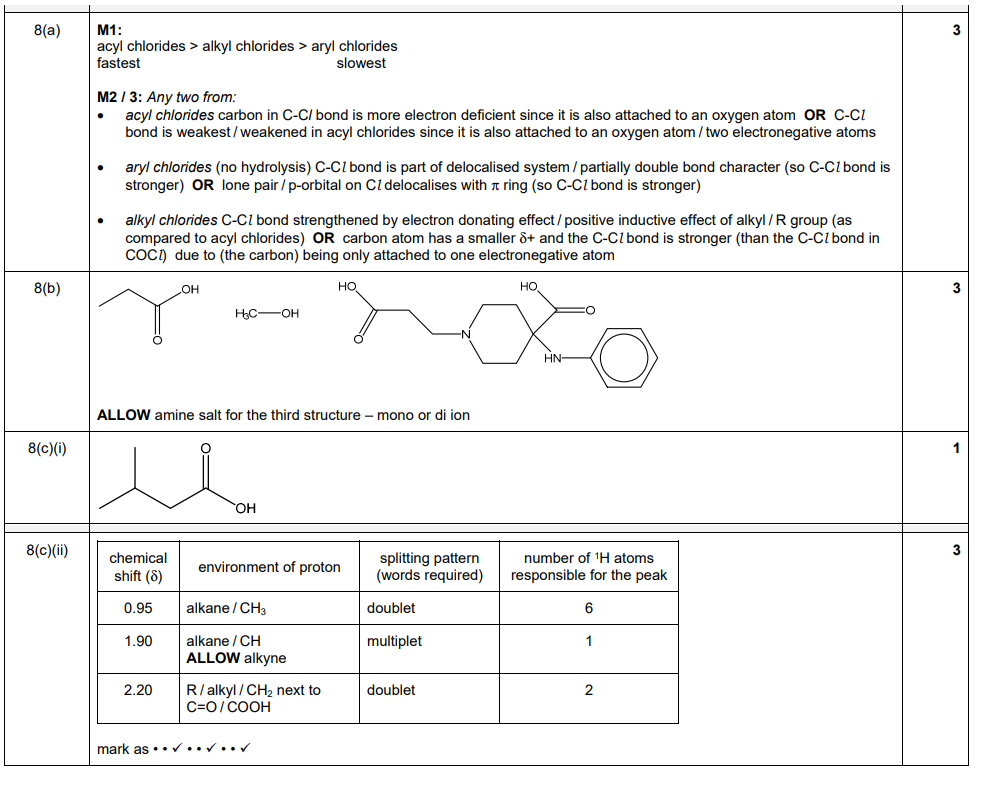 8(a)
M1:
3
acyl chlorides > alkyl chlorides > aryl chlorides
fastest slowest
M2 / 3: Any two from:
• acyl chlorides carbon in C-Cl bond is more electron deficient since it is also attached to an oxygen atom OR C-Cl
bond is weakest / weakened in acyl chlorides since it is also attached to an oxygen atom / two electronegative atoms
• aryl chlorides (no hydrolysis) C-Cl bond is part of delocalised system / partially double bond character (so C-Cl bond is
stronger) OR lone pair / p-orbital on Cl delocalises with π ring (so C-Cl bond is stronger)
• alkyl chlorides C-Cl bond strengthened by electron donating effect / positive inductive effect of alkyl / R group (as
compared to acyl chlorides) OR carbon atom has a smaller δ+ and the C-Cl bond is stronger (than the C-Cl bond in
COCl) due to (the carbon) being only attached to one electronegative atom
8(b)
3
OH
O
H₃C OH
HO
O
N
HO
O
HN
ALLOW amine salt for the third structure – mono or di ion
8(c)(i)
1
O
OH
8(c)(ii)
3
chemical shift (δ)
environment of proton
splitting pattern (words required)
number of ¹H atoms responsible for the peak
0.95 alkane / CH₃ doublet 6
1.90 alkane / CH multiplet 1
ALLOW alkyne
2.20 R / alkyl / CH₂ next to doublet 2
C=O / COOH
mark as • • ✓ • • ✓ • • ✓